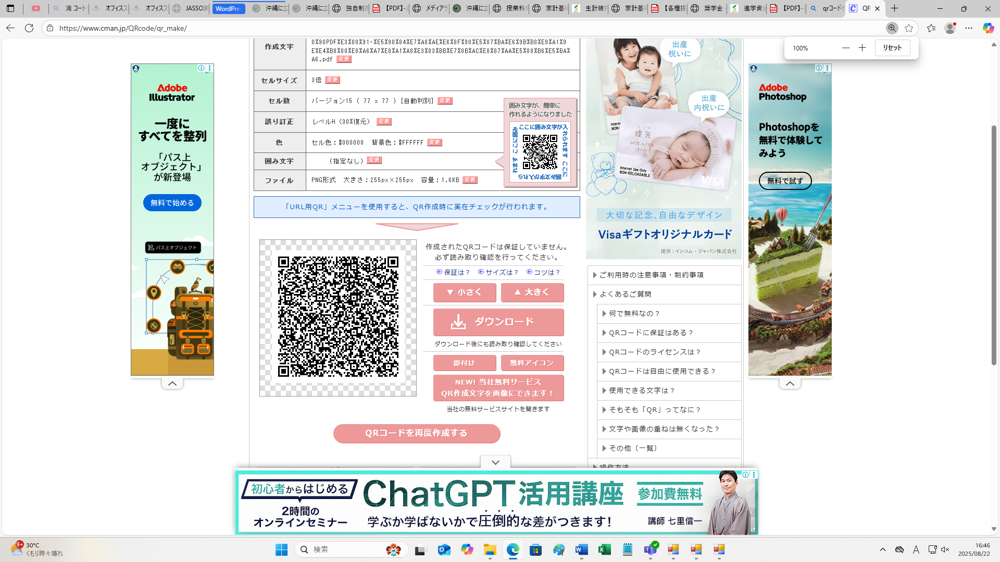 滝 コート
オフィス
オフィス
JASSO
WordPres
沖縄に立
沖縄に立
独自制度
【PDF】-
メディアラ
沖縄に立
授業料免
家計基準
【PDF】-
生計維持
家計基準
【各種提
奨学金 -
進学資金
【PDF】-
qrコード
QR
https://www.cman.jp/QRcode/qr_make/
100%
リセット
作成文字
0%90PDF%E3%80%91-%E5%90%84%E7%A8%AE%E6%8F%90%E5%87%BA%E6%9B%B8%E9%A1%9
E%E4%B8%80%E8%A6%A7%E8%A1%A8%E3%83%BB%E7%8B%AC%E8%87%AA%E5%88%B6%E5%BA%
A6.pdf 変更
セルサイズ
3倍 変更
セル数
バージョン15 ( 77 x 77 ) [自動判別] 変更
誤り訂正
レベルH（30%復元） 変更
色
セル色：#000000　背景色：#FFFFFF 変更
囲み文字
（指定なし） 変更
ファイル
PNG形式　大きさ：255px×255px　容量：1.6KB 変更
囲み文字が、簡単に
作れるようになりました
ここに囲み文字が入
れられます ここに
囲み文字が入れら
れます ここに囲み
「URL用QR」メニューを使用すると、QR作成時に実在チェックが行われます。
作成されたQRコードは保証していません。
必ず読み取り確認を行ってください。
保証は？ サイズは？ コツは？
▼ 小さく
▲ 大きく
ダウンロード
ダウンロード後にも読み取り確認してください
影付け
無料アイコン
NEW! 当社無料サービス
QR作成文字を画像にできます！
当社の無料サービスサイトを開きます
QRコードを再度作成する
Adobe
Illustrator
一度に
すべてを整列
「パス上
オブジェクト」
が新登場
無料で始める
パス上オブジェクト
出産
祝いに
出産
内祝いに
煌矢
2025.4.19
Internet Use Only
NON-RELOADABLE
VISA
大切な記念、自由なデザイン
Visaギフトオリジナルカード
提供：インコム・ジャパン株式会社
ご利用時の注意事項・制約事項
よくあるご質問
何で無料なの？
QRコードに保証はある？
QRコードのライセンスは？
QRコードは自由に使用できる？
使用できる文字は？
そもそも「QR」ってなに？
文字や画像の重ねは無くなった？
その他（一覧）
操作方法
Adobe
Photoshop
Photoshopを
無料で体験して
みよう
無料で試す
初心者からはじめる
2時間の
オンラインセミナー
ChatGPT活用講座
参加費無料
学ぶか学ばないかで圧倒的な差がつきます！
講師 七里信一
9+
30°C
くもり時々晴れ
検索
A
16:46
2025/08/22